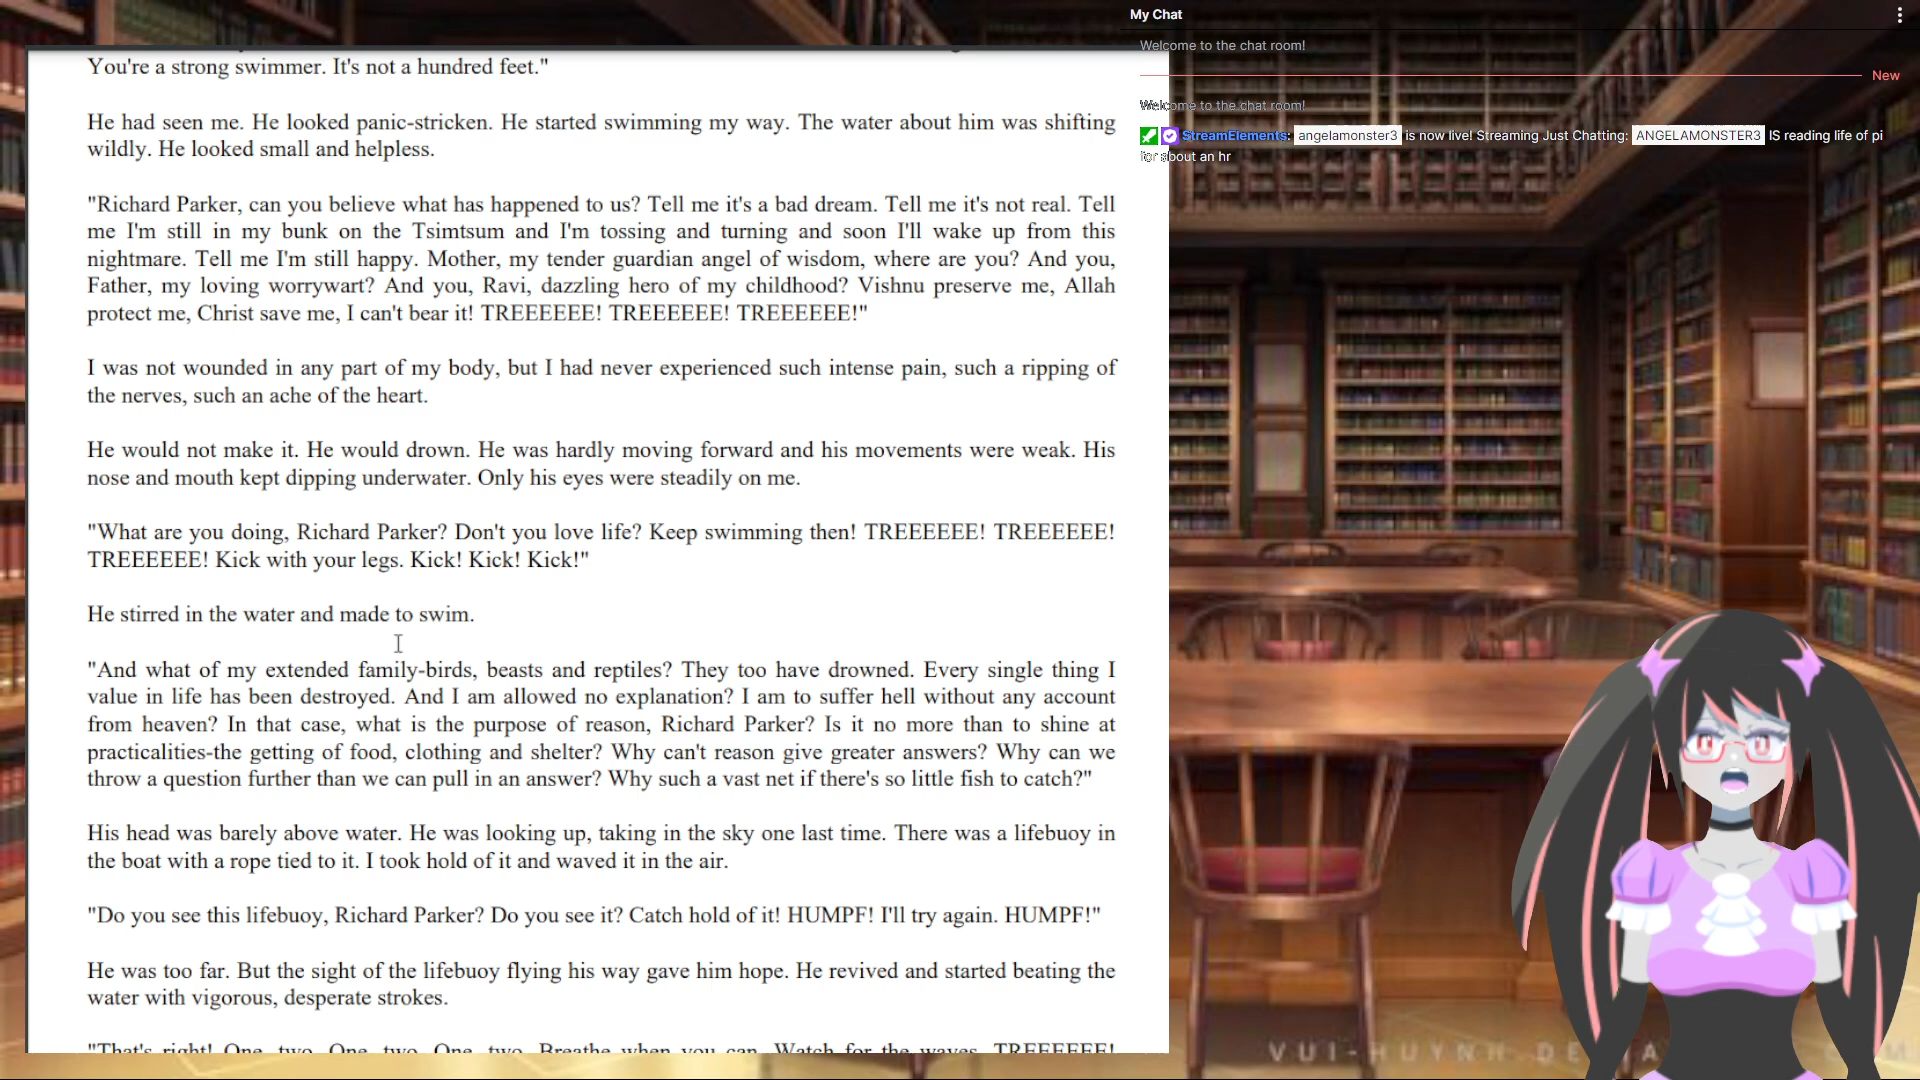 You're a strong swimmer. It's not a hundred feet."
He had seen me. He looked panic-stricken. He started swimming my way. The water about him was shifting
wildly. He looked small and helpless.
"Richard Parker, can you believe what has happened to us? Tell me it's a bad dream. Tell me it's not real. Tell
me I'm still in my bunk on the Tsimtsum and I'm tossing and turning and soon I'll wake up from this
nightmare. Tell me I'm still happy. Mother, my tender guardian angel of wisdom, where are you? And you,
Father, my loving worrywart? And you, Ravi, dazzling hero of my childhood? Vishnu preserve me, Allah
protect me, Christ save me, I can't bear it! TREEEEEE! TREEEEEE! TREEEEEE!"
I was not wounded in any part of my body, but I had never experienced such intense pain, such a ripping of
the nerves, such an ache of the heart.
He would not make it. He would drown. He was hardly moving forward and his movements were weak. His
nose and mouth kept dipping underwater. Only his eyes were steadily on me.
"What are you doing, Richard Parker? Don't you love life? Keep swimming then! TREEEEEE! TREEEEEE!
TREEEEEE! Kick with your legs. Kick! Kick! Kick!"
He stirred in the water and made to swim.
"And what of my extended family-birds, beasts and reptiles? They too have drowned. Every single thing I
value in life has been destroyed. And I am allowed no explanation? I am to suffer hell without any account
from heaven? In that case, what is the purpose of reason, Richard Parker? Is it no more than to shine at
practicalities-the getting of food, clothing and shelter? Why can't reason give greater answers? Why can we
throw a question further than we can pull in an answer? Why such a vast net if there's so little fish to catch?"
His head was barely above water. He was looking up, taking in the sky one last time. There was a lifebuoy in
the boat with a rope tied to it. I took hold of it and waved it in the air.
"Do you see this lifebuoy, Richard Parker? Do you see it? Catch hold of it! HUMPF! I'll try again. HUMPF!"
He was too far. But the sight of the lifebuoy flying his way gave him hope. He revived and started beating the
water with vigorous, desperate strokes.
"That's right! One, two. One, two. One, two. Breathe when you can. Watch for the waves. TREEEEEE!
My Chat
Welcome to the chat room!
New
Welcome to the chat room!
StreamElements: angelamonster3 is now live! Streaming Just Chatting: ANGELAMONSTER3 IS reading life of pi
for about an hr
VUI-HUYNH.DE